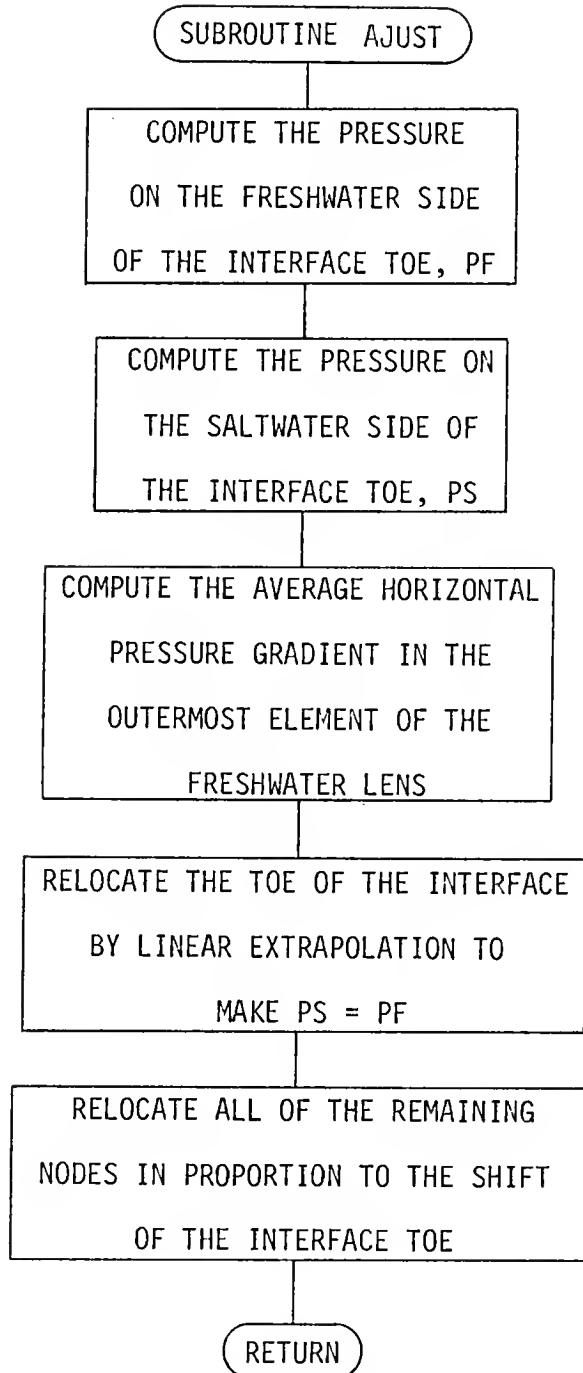 SUBROUTINE AJUST
COMPUTE THE PRESSURE
ON THE FRESHWATER SIDE
OF THE INTERFACE TOE, PF
COMPUTE THE PRESSURE ON
THE SALTWATER SIDE OF
THE INTERFACE TOE, PS
COMPUTE THE AVERAGE HORIZONTAL
PRESSURE GRADIENT IN THE
OUTERMOST ELEMENT OF THE
FRESHWATER LENS
RELOCATE THE TOE OF THE INTERFACE
BY LINEAR EXTRAPOLATION TO
MAKE PS = PF
RELOCATE ALL OF THE REMAINING
NODES IN PROPORTION TO THE SHIFT
OF THE INTERFACE TOE
RETURN